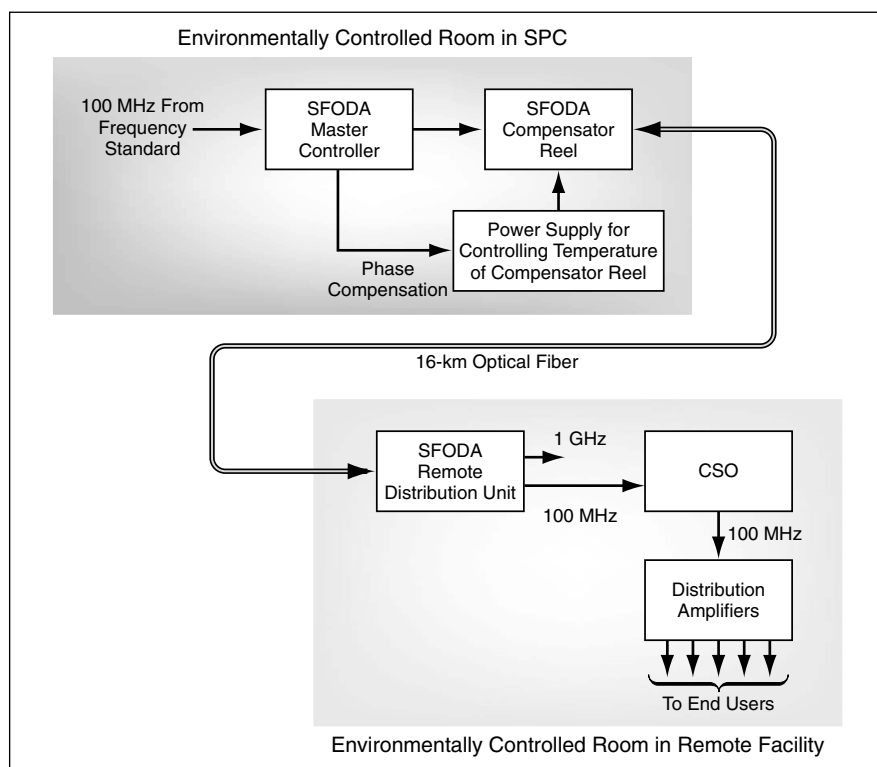 Environmentally Controlled Room in SPC
100 MHz From
Frequency
Standard
SFODA
Master
Controller
SFODA
Compensator
Reel
Power Supply for
Controlling Temperature
of Compensator Reel
Phase
Compensation
16-km Optical Fiber
SFODA
Remote
Distribution Unit
1 GHz
100 MHz
CSO
100 MHz
Distribution
Amplifiers
To End Users
Environmentally Controlled Room in Remote Facility